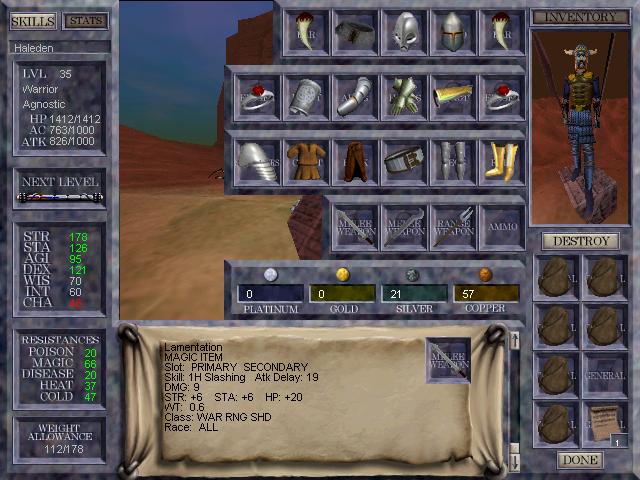 SKILLS STATS
Haleden
LVL 35
Warrior
Agnostic
HP 1412/1412
AC 763/1000
ATK 826/1000
NEXT LEVEL
STR 178
STA 126
AGI 95
DEX 121
WIS 70
INT 60
CHA
RESISTANCES
POISON 20
MAGIC 66
DISEASE 20
HEAT 37
COLD 47
WEIGHT
ALLOWANCE
112/178
MELEE WEAPON
MELEE WEAPON
RANGE WEAPON
AMMO
0 0 21 57
PLATINUM GOLD SILVER COPPER
Lamentation
MAGIC ITEM
Slot: PRIMARY SECONDARY
Skill: 1H Slashing Atk Delay: 19
DMG: 9
STR: +6 STA: +6 HP: +20
WT: 0.6
Class: WAR RNG SHD
Race: ALL
MELEE WEAPON
INVENTORY
DESTROY
GENERAL
1
DONE